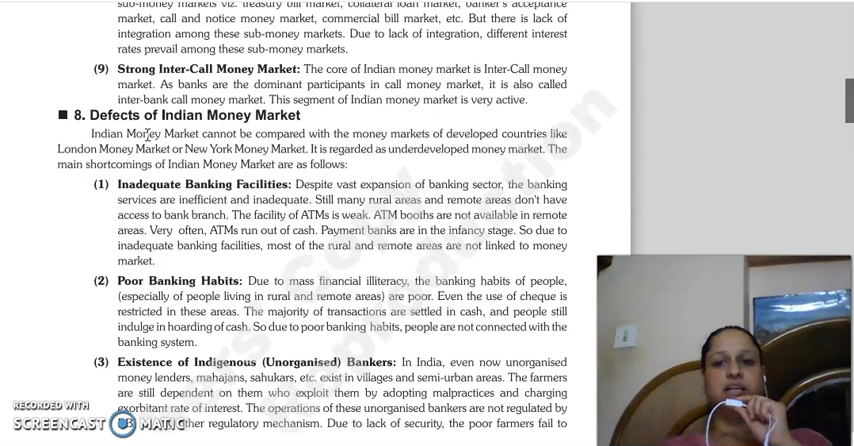 sub-money markets viz. treasury bill market, collateral loan market, banker's acceptance
market, call and notice money market, commercial bill market, etc. But there is lack of
integration among these sub-money markets. Due to lack of integration, different interest
rates prevail among these sub-money markets.
(9) Strong Inter-Call Money Market: The core of Indian money market is Inter-Call money
market. As banks are the dominant participants in call money market, it is also called
inter-bank call money market. This segment of Indian money market is very active.
■ 8. Defects of Indian Money Market
Indian Money Market cannot be compared with the money markets of developed countries like
London Money Market or New York Money Market. It is regarded as underdeveloped money market. The
main shortcomings of Indian Money Market are as follows:
(1) Inadequate Banking Facilities: Despite vast expansion of banking sector, the banking
services are inefficient and inadequate. Still many rural areas and remote areas don't have
access to bank branch. The facility of ATMs is weak. ATM booths are not available in remote
areas. Very often, ATMs run out of cash. Payment banks are in the infancy stage. So due to
inadequate banking facilities, most of the rural and remote areas are not linked to money
market.
(2) Poor Banking Habits: Due to mass financial illiteracy, the banking habits of people,
(especially of people living in rural and remote areas) are poor. Even the use of cheque is
restricted in these areas. The majority of transactions are settled in cash, and people still
indulge in hoarding of cash. So due to poor banking habits, people are not connected with the
banking system.
(3) Existence of Indigenous (Unorganised) Bankers: In India, even now unorganised
money lenders, mahajans, sahukars, etc. exist in villages and semi-urban areas. The farmers
are still dependent on them who exploit them by adopting malpractices and charging
exorbitant rate of interest. The operations of these unorganised bankers are not regulated by
other regulatory mechanism. Due to lack of security, the poor farmers fail to
RECORDED WITH
SCREENCAST MATIC